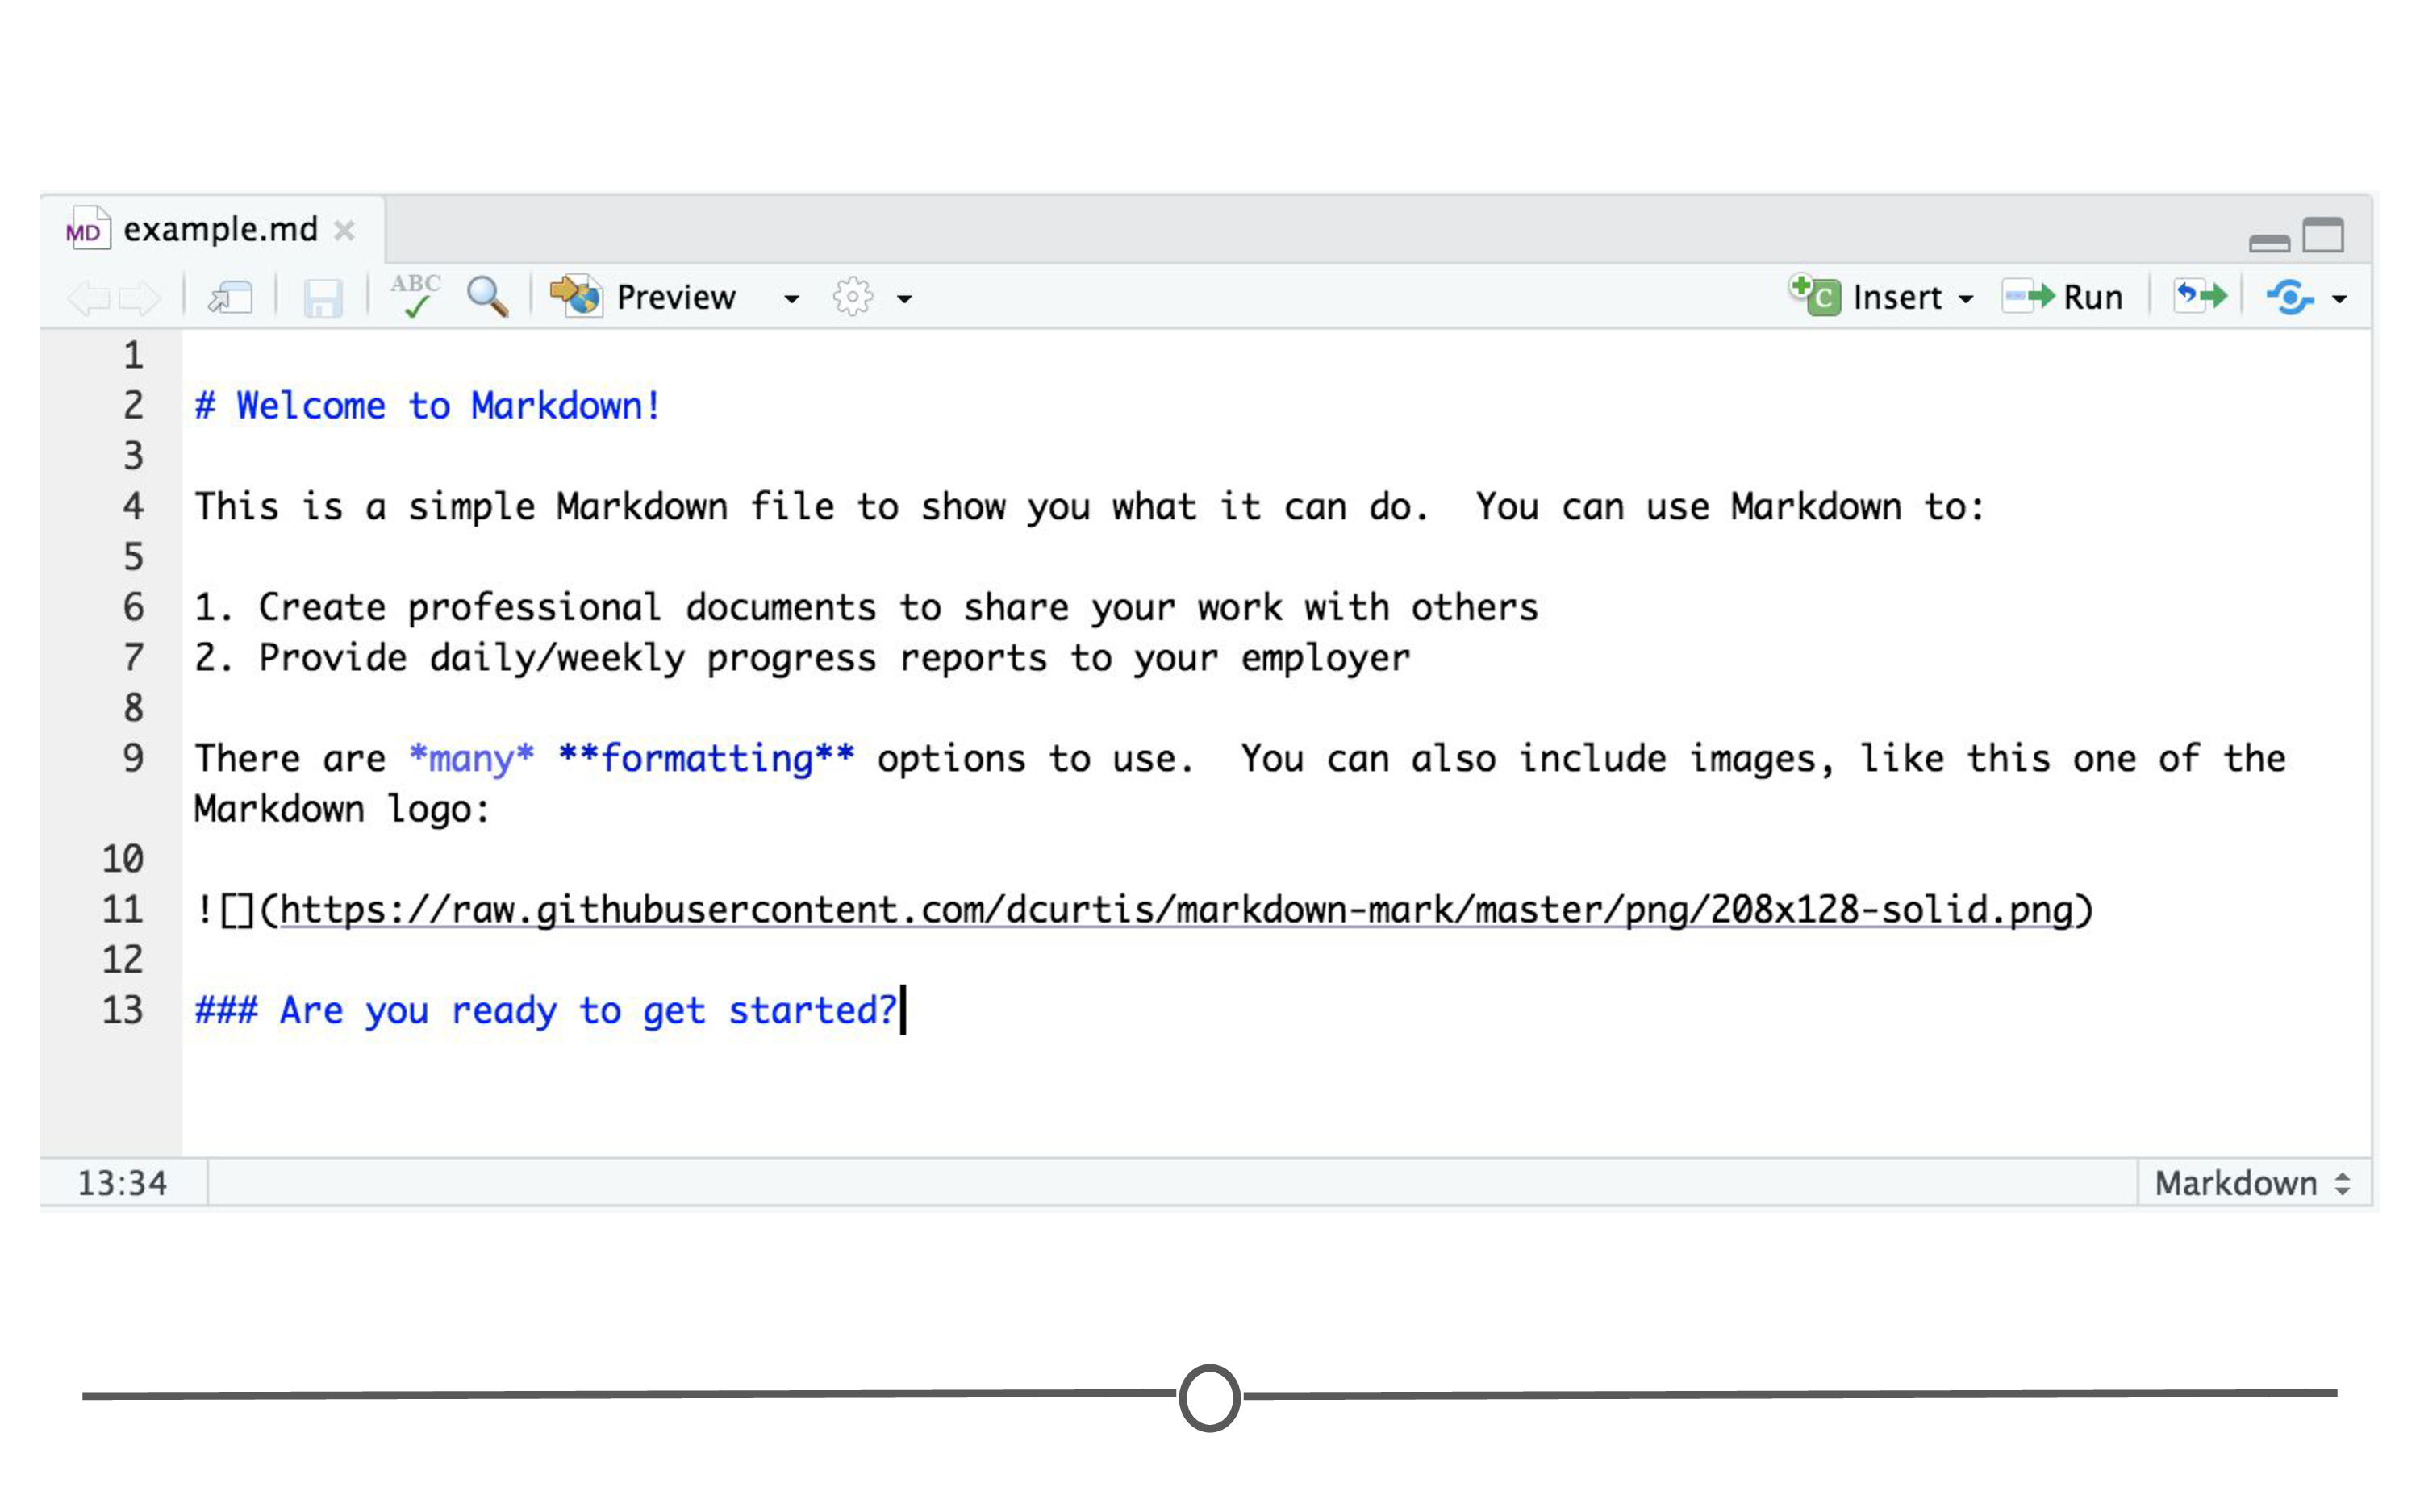 MD example.md
ABC Preview Insert Run
1
2 # Welcome to Markdown!
3
4 This is a simple Markdown file to show you what it can do.  You can use Markdown to:
5
6 1. Create professional documents to share your work with others
7 2. Provide daily/weekly progress reports to your employer
8
9 There are *many* **formatting** options to use.  You can also include images, like this one of the
Markdown logo:
10
11 ![](https://raw.githubusercontent.com/dcurtis/markdown-mark/master/png/208x128-solid.png)
12
13 ### Are you ready to get started?
13:34 Markdown